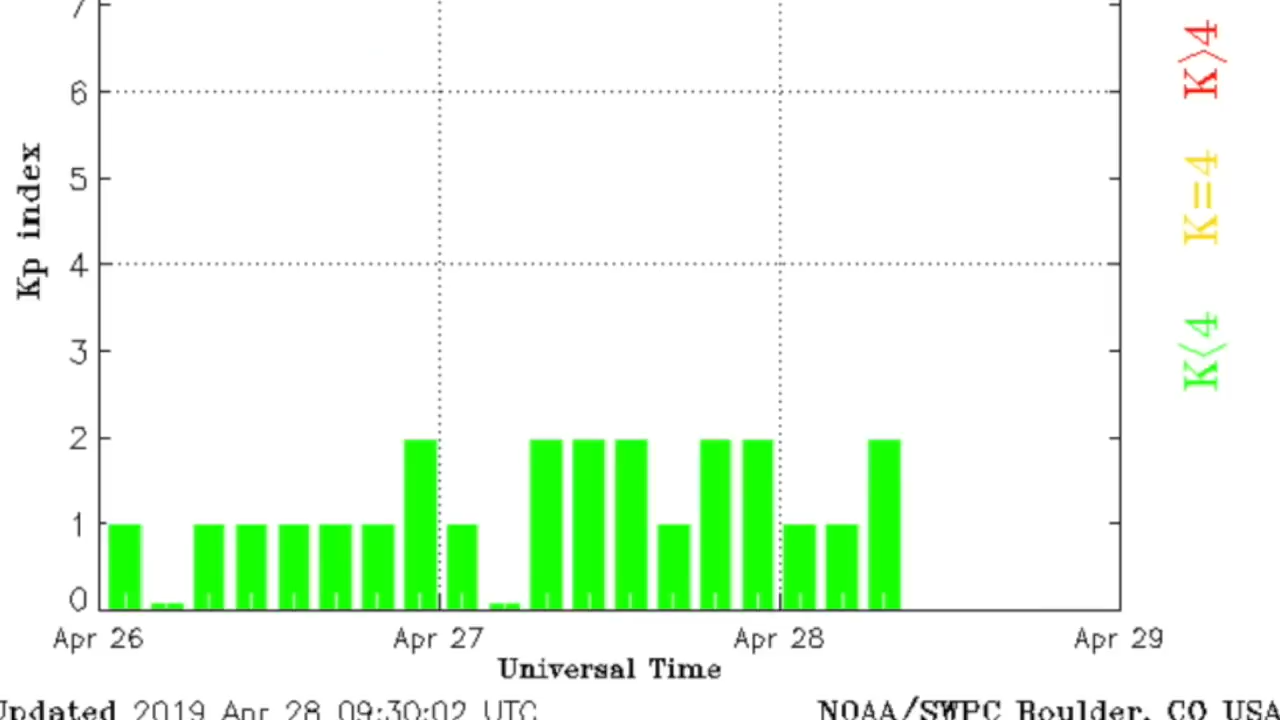 7
6
5
4
3
2
1
0
Kp index
K>4
K=4
K<4
Apr 26 Apr 27 Apr 28 Apr 29
Universal Time
Updated 2019 Apr 28 09:30:02 UTC
NOAA/SWPC Boulder, CO USA